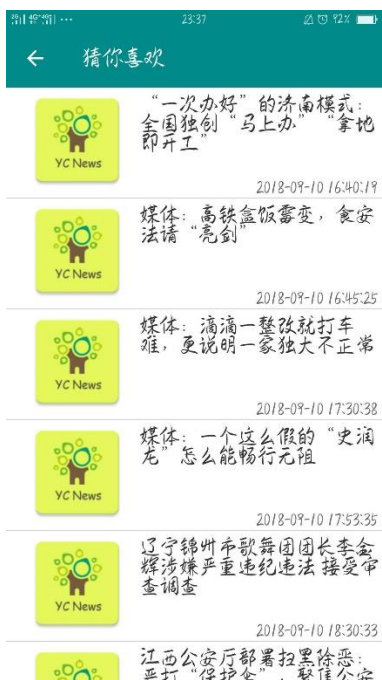 23:37
92%
猜你喜欢
“一次办好”的济南模式:
全国独创“马上办”“拿地
即开工”
YC News
2018-09-10 16:40:19
媒体: 高铁盒饭霉变, 食安
法请“亮剑”
YC News
2018-09-10 16:45:25
媒体: 滴滴一整改就打车
难, 更说明一家独大不正常
YC News
2018-09-10 17:30:38
媒体: 一个这么假的“史润
龙”怎么能畅行无阻
YC News
2018-09-10 17:53:35
辽宁锦州市歌舞团团长李金
辉涉嫌严重违纪违法 接受审
查调查
YC News
2018-09-10 18:30:33
江西公安厅部署扫黑除恶:
严打“保护伞”, 聚焦公安